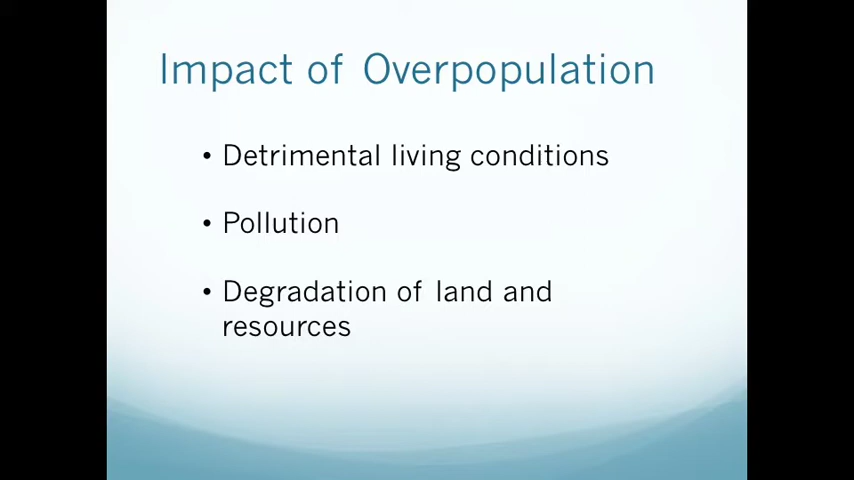 Impact of Overpopulation
• Detrimental living conditions
• Pollution
• Degradation of land and
resources